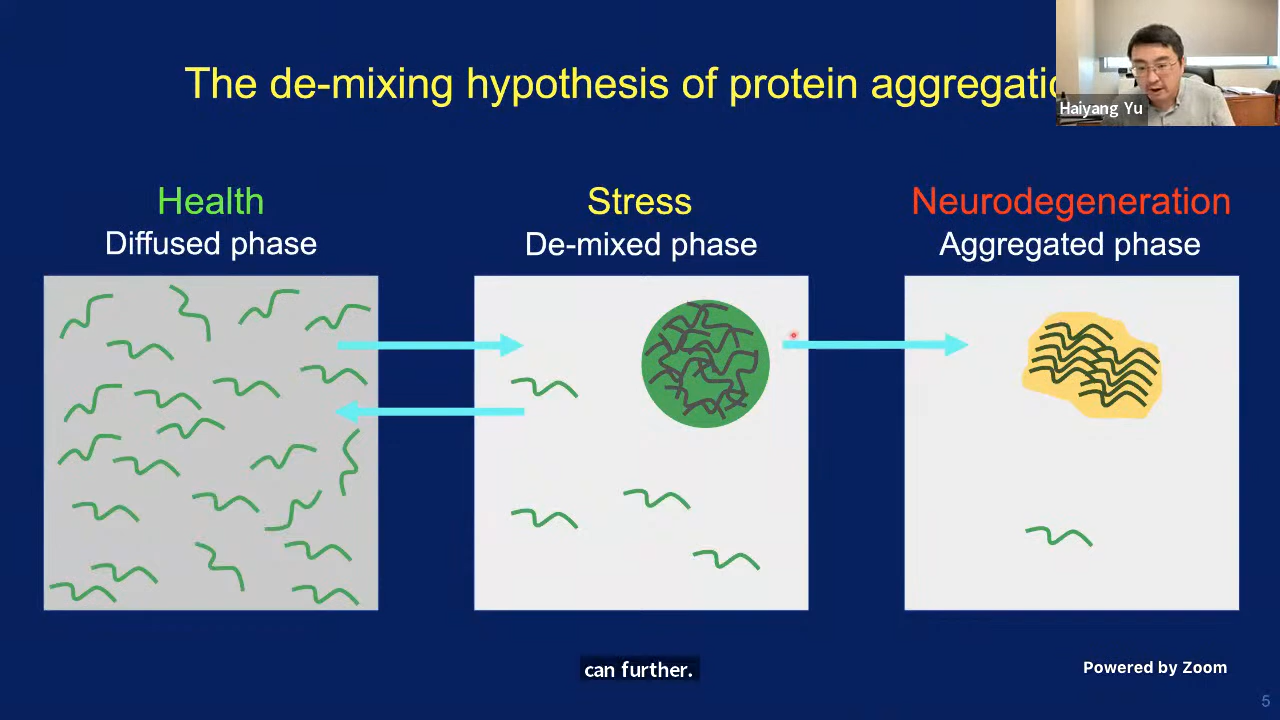 The de-mixing hypothesis of protein aggregatio
Haiyang Yu
Health
Diffused phase
Stress
De-mixed phase
Neurodegeneration
Aggregated phase
can further.
Powered by Zoom
5